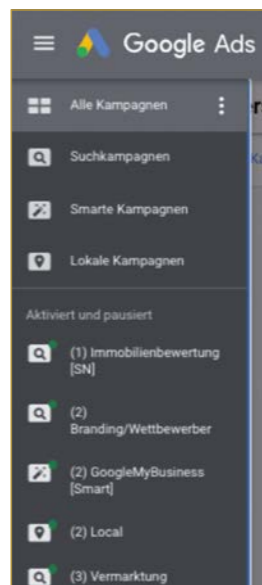 Google Ads
Alle Kampagnen
Suchkampagnen
Smarte Kampagnen
Lokale Kampagnen
Aktiviert und pausiert
(1) Immobilienbewertung
[SN]
(2)
Branding/Wettbewerber
(2) GoogleMyBusiness
[Smart]
(2) Local
(3) Vermarktung